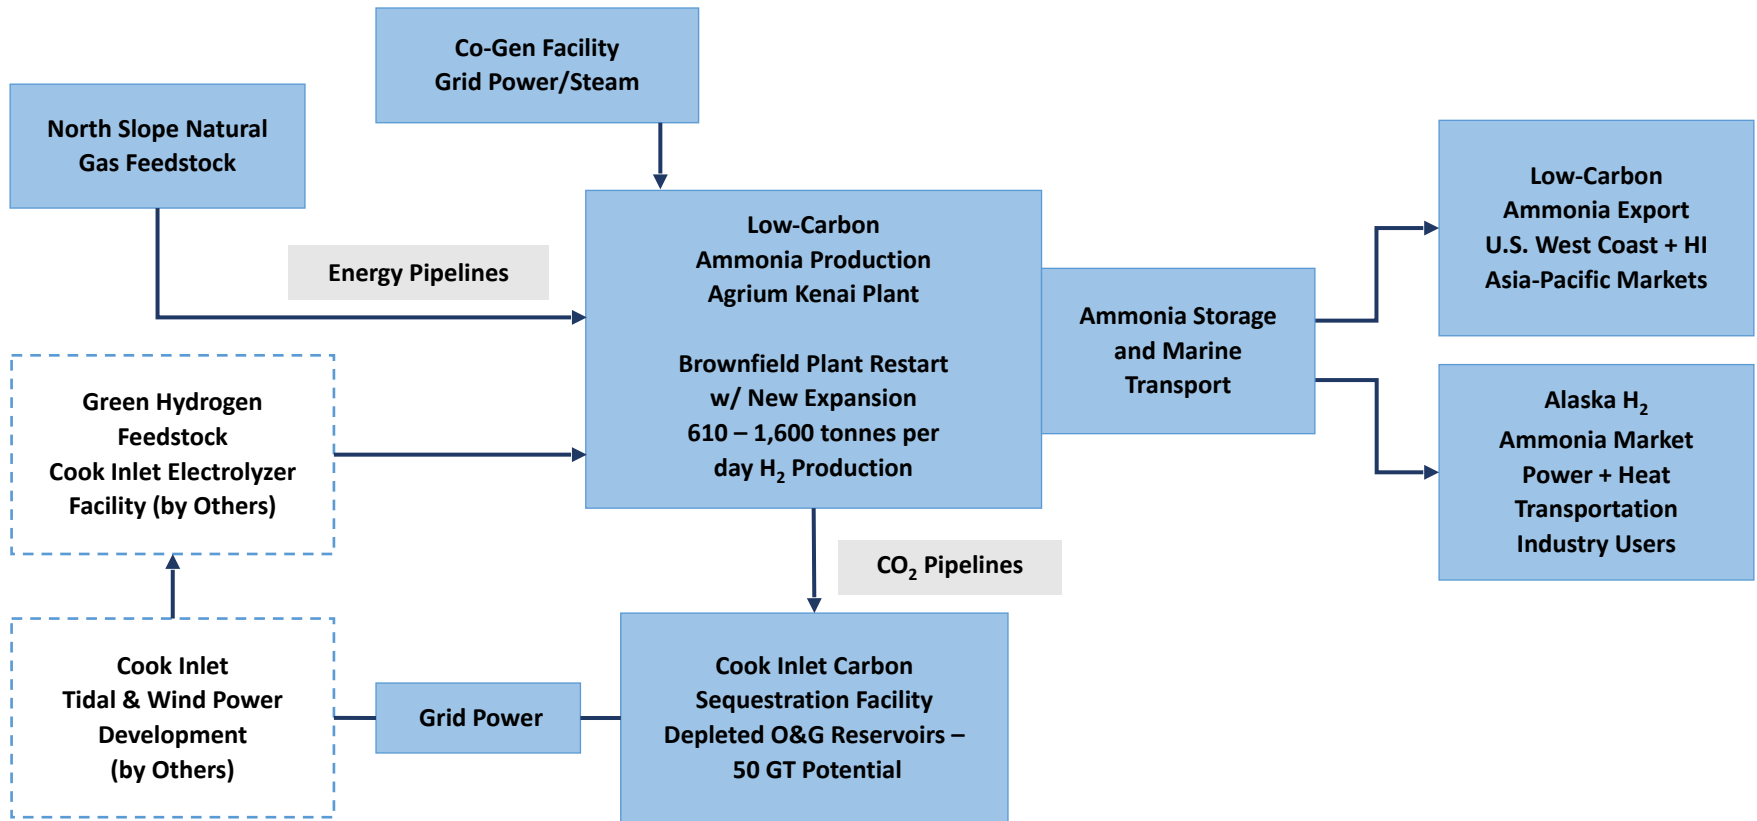 Co-Gen Facility
Grid Power/Steam
North Slope Natural
Gas Feedstock
Energy Pipelines
Low-Carbon
Ammonia Production
Agrium Kenai Plant
Brownfield Plant Restart
w/ New Expansion
610 – 1,600 tonnes per
day H₂ Production
Ammonia Storage
and Marine
Transport
Low-Carbon
Ammonia Export
U.S. West Coast + HI
Asia-Pacific Markets
Alaska H₂
Ammonia Market
Power + Heat
Transportation
Industry Users
Green Hydrogen
Feedstock
Cook Inlet Electrolyzer
Facility (by Others)
CO₂ Pipelines
Cook Inlet
Tidal & Wind Power
Development
(by Others)
Grid Power
Cook Inlet Carbon
Sequestration Facility
Depleted O&G Reservoirs –
50 GT Potential